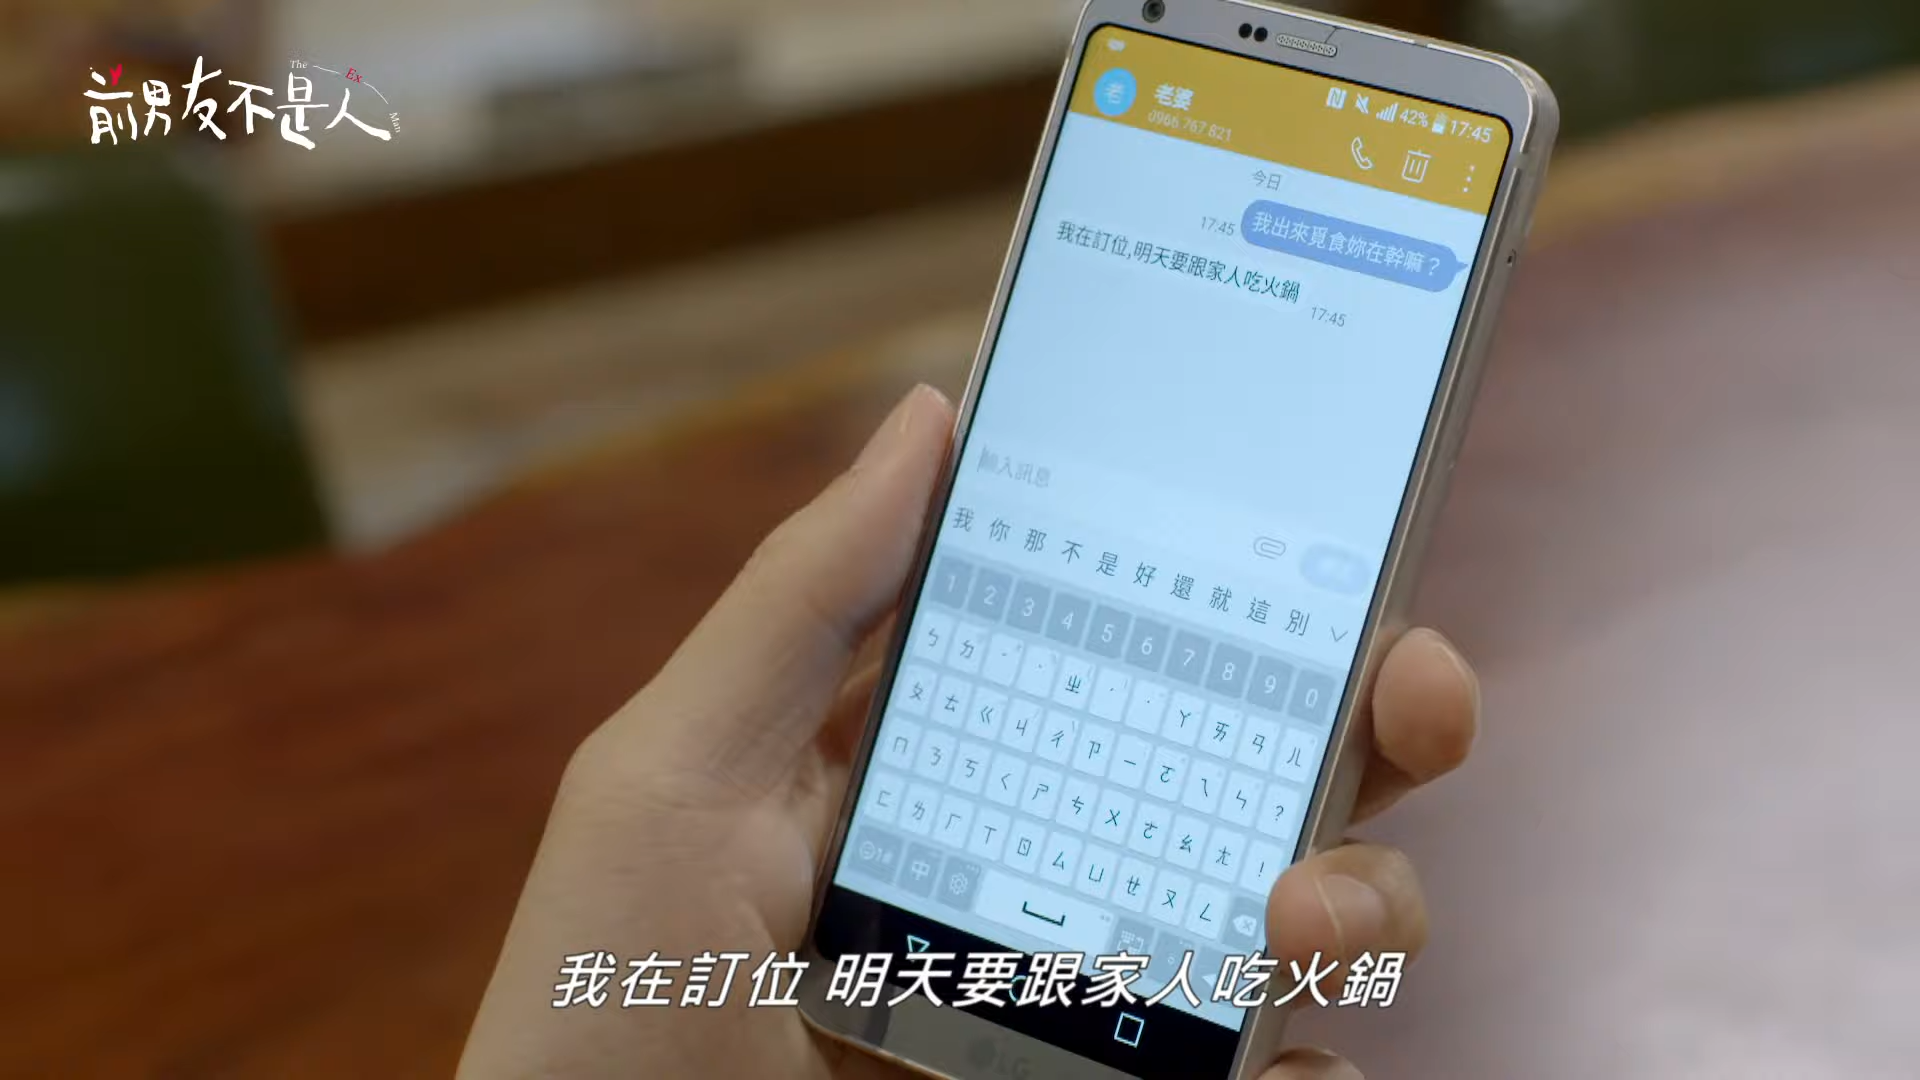 前男友不是人
The Ex Man
17:45
42%
老婆
0966 767 821
今日
我出來覓食妳在幹嘛？
17:45
我在訂位,明天要跟家人吃火鍋
17:45
輸入訊息
我 你 那 不 是 好 還 就 這 別
1 2 3 4 5 6 7 8 9 0
ㄅ ㄉ ˇ ˋ ㄓ ˊ ˙ ㄚ ㄞ ㄢ ㄦ
ㄆ ㄊ ㄍ ㄐ ㄔ ㄗ ㄧ ㄛ ㄟ ㄣ ?
ㄇ ㄋ ㄎ ㄑ ㄕ ㄘ ㄨ ㄜ ㄠ ㄤ !
ㄈ ㄌ ㄏ ㄒ ㄖ ㄙ ㄩ ㄝ ㄡ ㄥ
中
我在訂位 明天要跟家人吃火鍋
LG